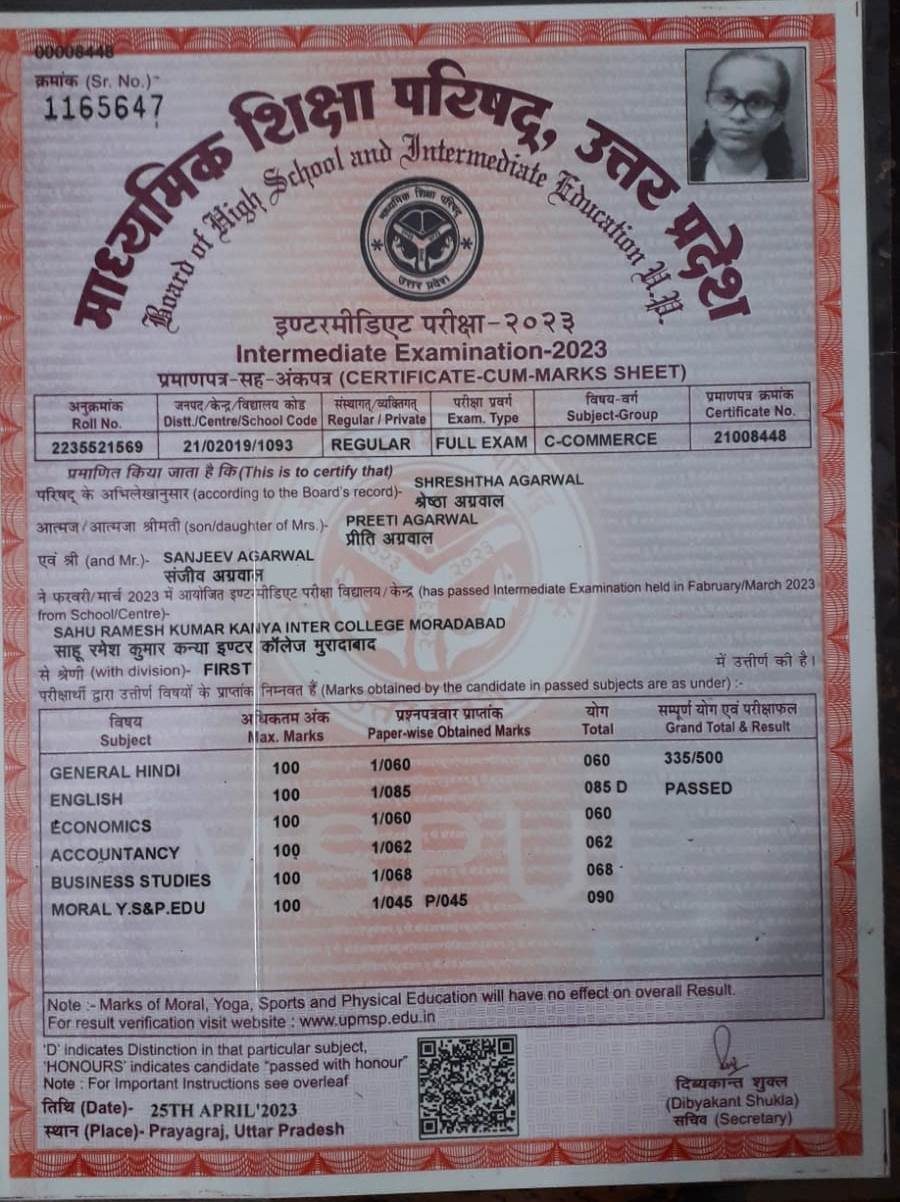 00008448
क्रमांक (Sr. No.)-
1165647
माध्यमिक शिक्षा परिषद्, उत्तर प्रदेश
Board of High School and Intermediate Education U.P.
माध्यमिक शिक्षा परिषद्
उत्तर प्रदेश
इण्टरमीडिएट परीक्षा-२०२३
Intermediate Examination-2023
प्रमाणपत्र-सह-अंकपत्र (CERTIFICATE-CUM-MARKS SHEET)
अनुक्रमांक जनपद/केन्द्र/विद्यालय कोड संस्थागत/व्यक्तिगत परीक्षा प्रवर्ग विषय-वर्ग प्रमाणपत्र क्रमांक
Roll No. Distt./Centre/School Code Regular / Private Exam. Type Subject-Group Certificate No.
2235521569 21/02019/1093 REGULAR FULL EXAM C-COMMERCE 21008448
प्रमाणित किया जाता है कि(This is to certify that)
परिषद् के अभिलेखानुसार (according to the Board's record)- SHRESHTHA AGARWAL
श्रेष्ठा अग्रवाल
आत्मज/आत्मजा श्रीमती (son/daughter of Mrs.)- PREETI AGARWAL
प्रीति अग्रवाल
एवं श्री (and Mr.)- SANJEEV AGARWAL
संजीव अग्रवाल
ने फरवरी/मार्च 2023 में आयोजित इण्टरमीडिएट परीक्षा विद्यालय/केन्द्र (has passed Intermediate Examination held in Fabruary/March 2023
from School/Centre)-
SAHU RAMESH KUMAR KANYA INTER COLLEGE MORADABAD
साहू रमेश कुमार कन्या इण्टर कॉलेज मुरादाबाद
से श्रेणी (with division)- FIRST में उत्तीर्ण की है।
परीक्षार्थी द्वारा उत्तीर्ण विषयों के प्राप्तांक निम्नवत हैं (Marks obtained by the candidate in passed subjects are as under) :-
विषय अधिकतम अंक प्रश्नपत्रवार प्राप्तांक योग सम्पूर्ण योग एवं परीक्षाफल
Subject Max. Marks Paper-wise Obtained Marks Total Grand Total & Result
GENERAL HINDI 100 1/060 060 335/500
ENGLISH 100 1/085 085 D PASSED
ECONOMICS 100 1/060 060
ACCOUNTANCY 100 1/062 062
BUSINESS STUDIES 100 1/068 068
MORAL Y.S&P.EDU 100 1/045 P/045 090
Note :- Marks of Moral, Yoga, Sports and Physical Education will have no effect on overall Result.
For result verification visit website : www.upmsp.edu.in
'D' indicates Distinction in that particular subject,
'HONOURS' indicates candidate "passed with honour"
Note : For Important Instructions see overleaf
तिथि (Date)- 25TH APRIL'2023
स्थान (Place)- Prayagraj, Uttar Pradesh
दिब्यकान्त शुक्ल
(Dibyakant Shukla)
सचिव (Secretary)